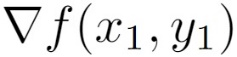 ∇f(x₁, y₁)